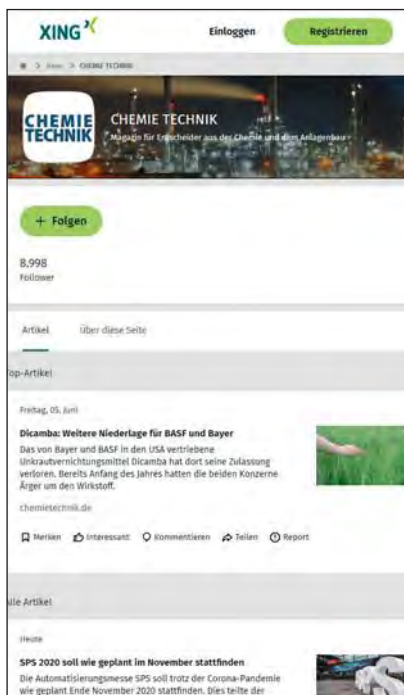 XING
Einloggen
Registrieren
> News > CHEMIE TECHNIK
CHEMIE
TECHNIK
CHEMIE TECHNIK
Magazin für Entscheider aus der Chemie und dem Anlagenbau
+ Folgen
8.998
Follower
Artikel
Über diese Seite
Top-Artikel
Freitag, 05. Juni
Dicamba: Weitere Niederlage für BASF und Bayer
Das von Bayer und BASF in den USA vertriebene
Unkrautvernichtungsmittel Dicamba hat dort seine Zulassung
verloren. Bereits Anfang des Jahres hatten die beiden Konzerne
Ärger um den Wirkstoff.
chemietechnik.de
Merken Interessant Kommentieren Teilen Report
lle Artikel
Heute
SPS 2020 soll wie geplant im November stattfinden
Die Automatisierungsmesse SPS soll trotz der Corona-Pandemie
wie geplant Ende November 2020 stattfinden. Dies teilte der